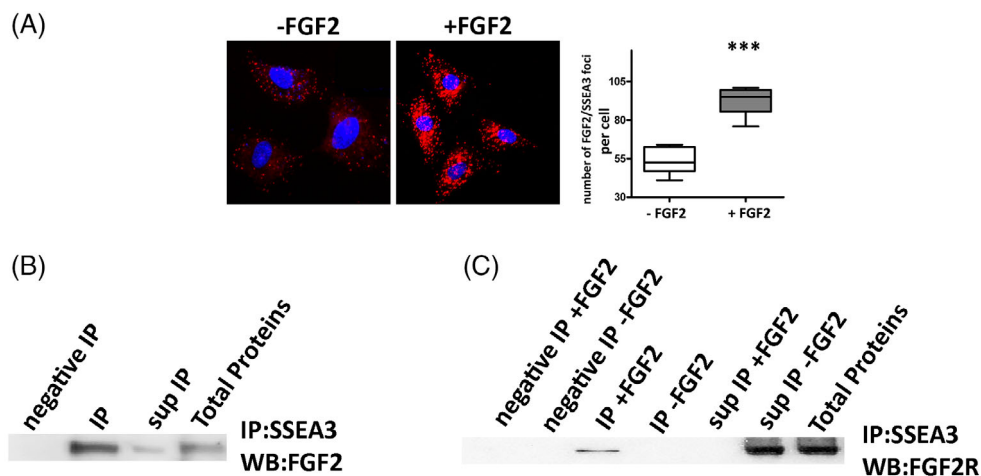 (A)
-FGF2
+FGF2
***
number of FGF2/SSEA3 foci
per cell
105
80
55
30
- FGF2
+ FGF2
(B)
negative IP
IP
sup IP
Total Proteins
IP:SSEA3
WB:FGF2
(C)
negative IP +FGF2
negative IP -FGF2
IP +FGF2
IP -FGF2
sup IP +FGF2
sup IP -FGF2
Total Proteins
IP:SSEA3
WB:FGF2R